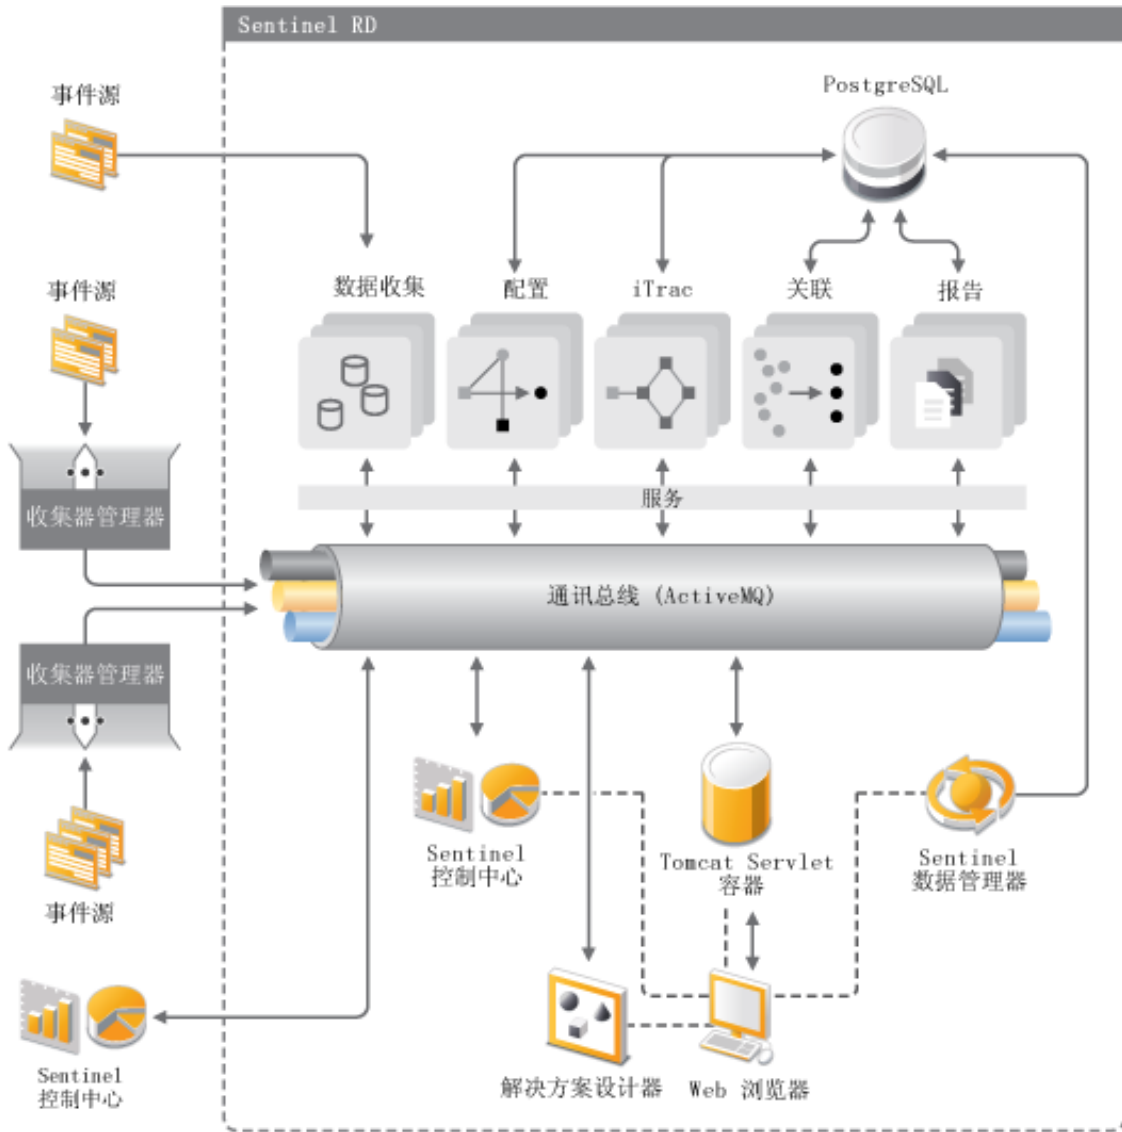 Sentinel RD
事件源
PostgreSQL
事件源
数据收集
配置
iTrac
关联
报告
服务
收集器管理器
通讯总线 (ActiveMQ)
收集器管理器
事件源
Sentinel
控制中心
Tomcat Servlet
容器
Sentinel
数据管理器
Sentinel
控制中心
解决方案设计器
Web 浏览器